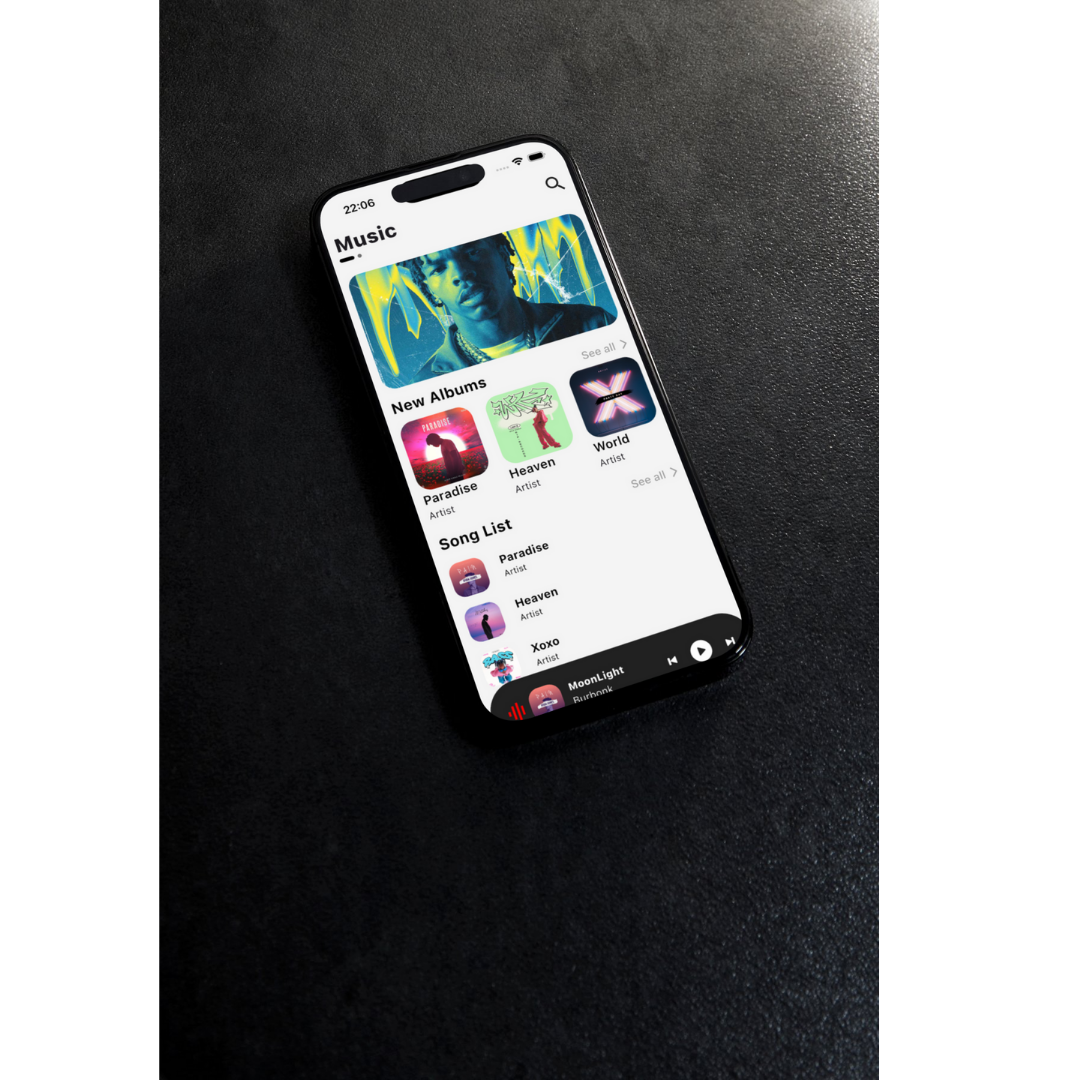 22:06
Music
See all
New Albums
PARADISE
Paradise
Artist
Heaven
Artist
World
Artist
See all
Song List
PAIN
Paradise
Artist
Heaven
Artist
Xoxo
Artist
MoonLight
Burbonk